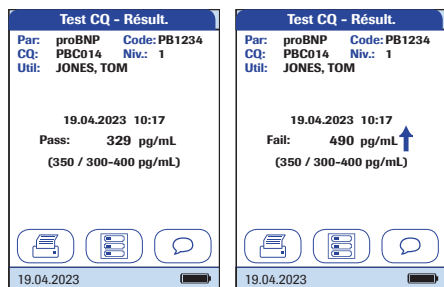 Test CQ - Résult.
Par: proBNP Code: PB1234
CQ: PBC014 Niv.: 1
Util: JONES, TOM
19.04.2023 10:17
Pass: 329 pg/mL
(350 / 300-400 pg/mL)
19.04.2023
Test CQ - Résult.
Par: proBNP Code: PB1234
CQ: PBC014 Niv.: 1
Util: JONES, TOM
19.04.2023 10:17
Fail: 490 pg/mL
(350 / 300-400 pg/mL)
19.04.2023